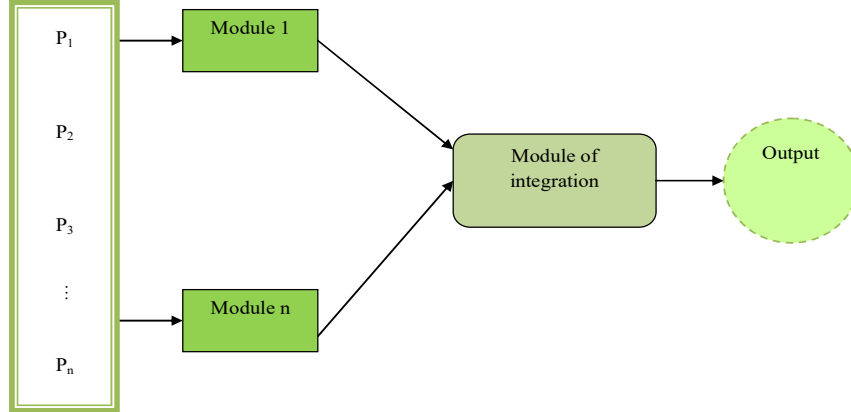 P₁
Module 1
P₂
Module of
integration
Output
P₃
⋮
Module n
Pₙ